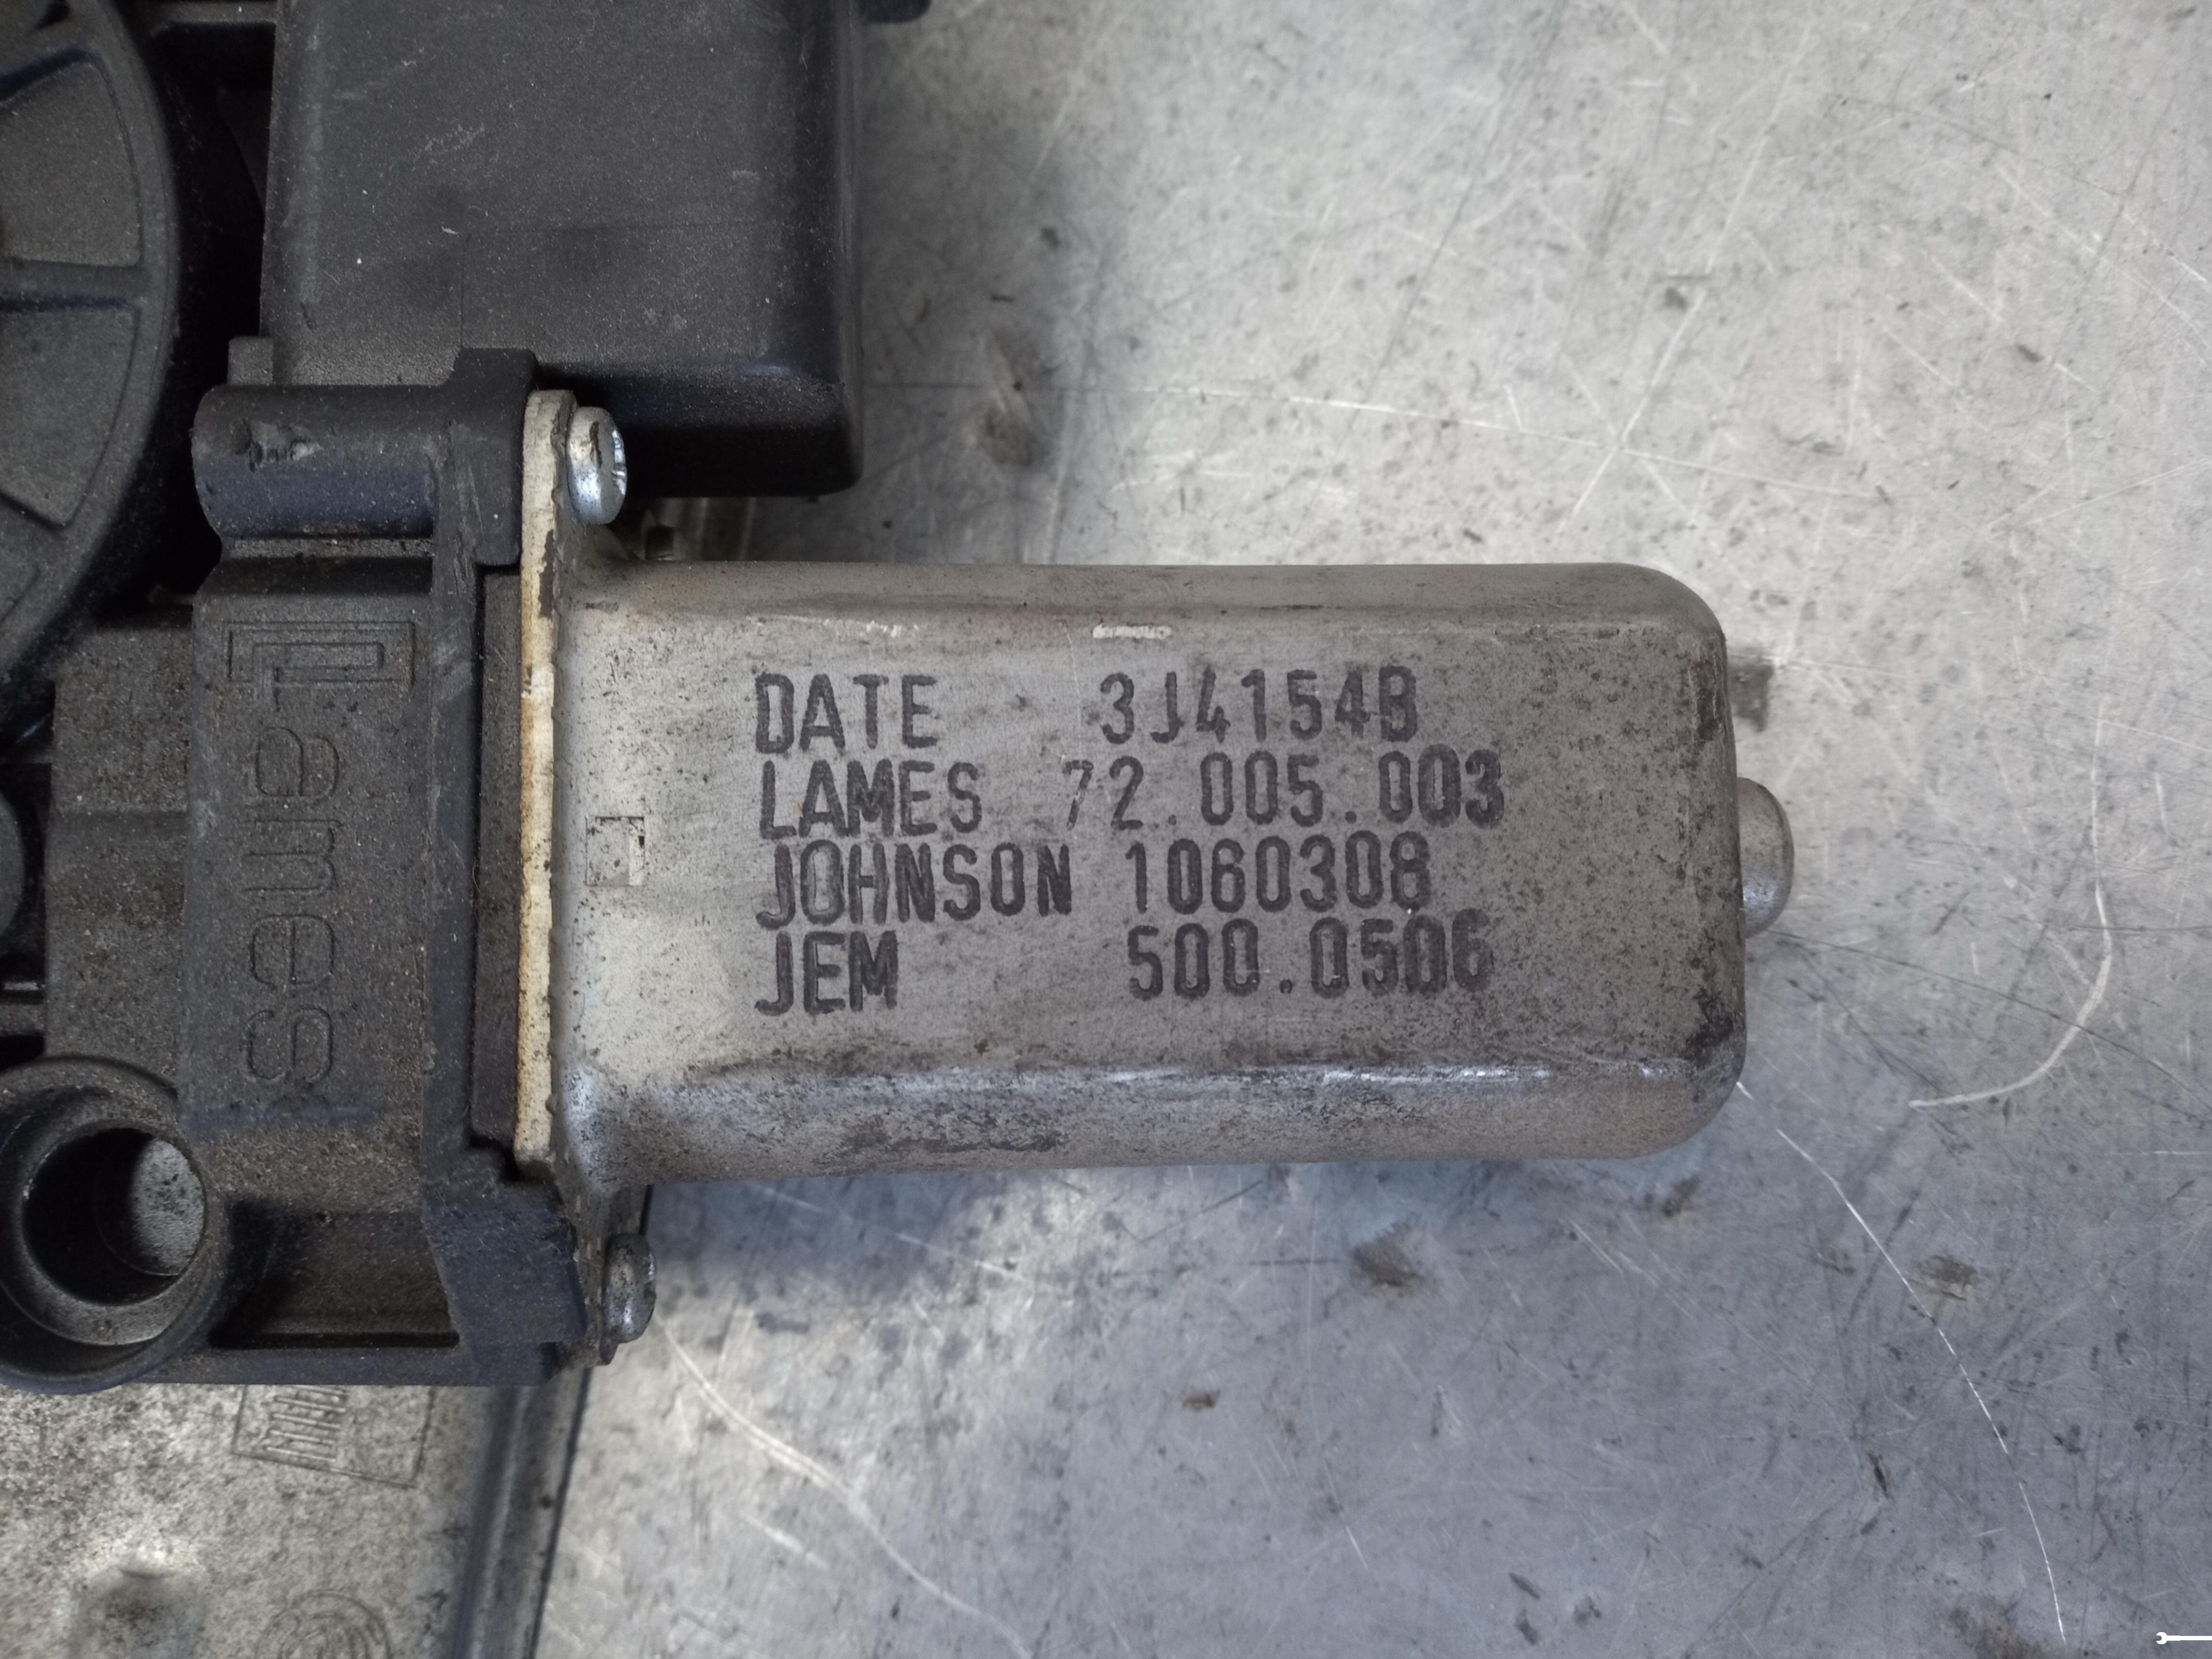 DATE 3J4154B
LAMES 72.005.003
JOHNSON 1060308
JEM 500.0506
Lames